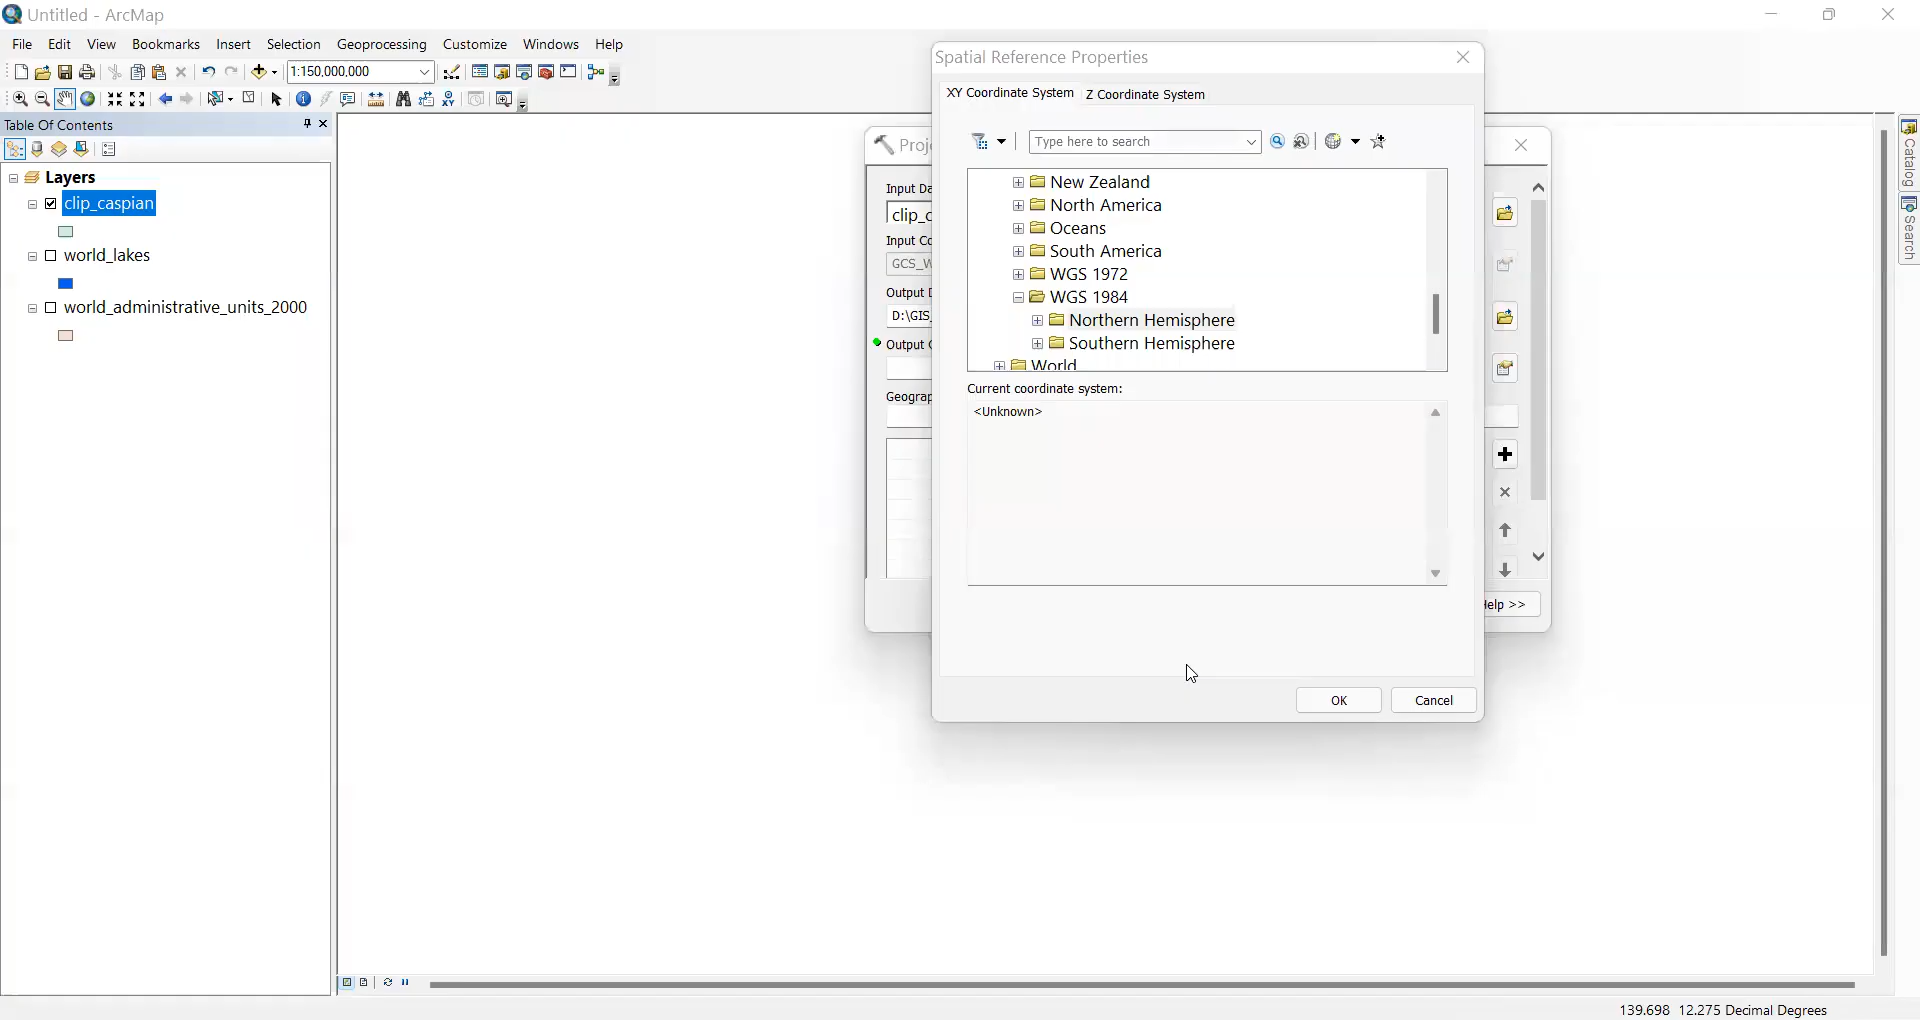 Untitled - ArcMap
File Edit View Bookmarks Insert Selection Geoprocessing Customize Windows Help
1:150,000,000
Table Of Contents
Layers
clip_caspian
world_lakes
world_administrative_units_2000
Spatial Reference Properties
XY Coordinate System Z Coordinate System
Type here to search
New Zealand
North America
Oceans
South America
WGS 1972
WGS 1984
Northern Hemisphere
Southern Hemisphere
World
Current coordinate system:
<Unknown>
OK Cancel
Proj
Input Da
clip_c
Input Co
GCS_W
Output D
D:\GIS_
Output C
Geograp
Help >>
Catalog
Search
139.698 12.275 Decimal Degrees